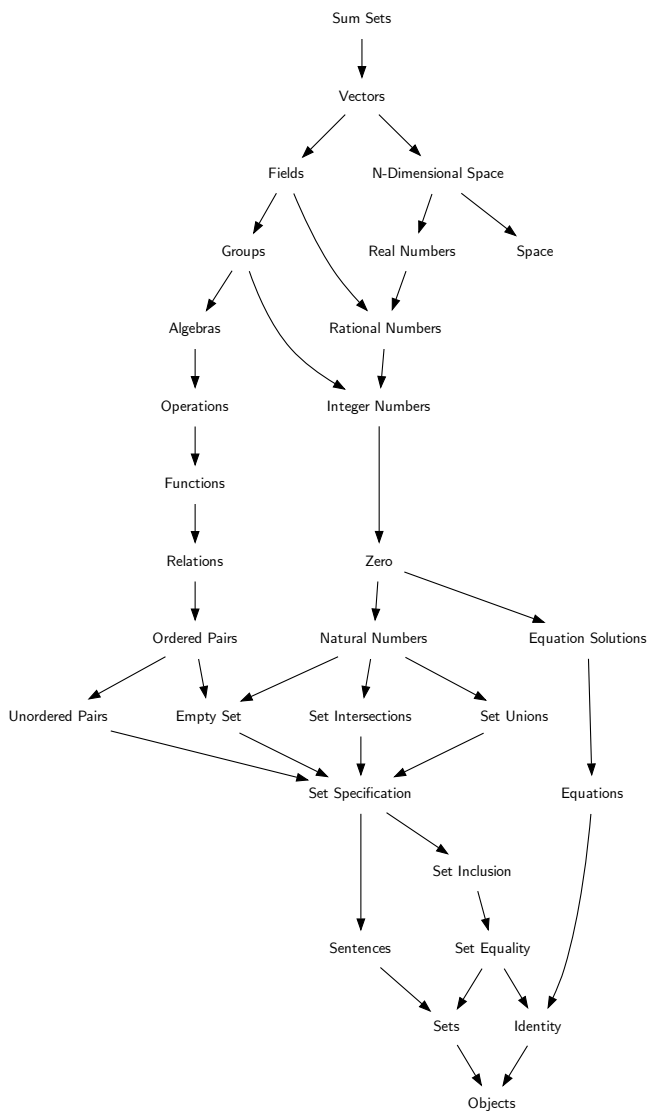 Sum Sets
Vectors
Fields
N-Dimensional Space
Groups
Real Numbers
Space
Algebras
Rational Numbers
Operations
Integer Numbers
Functions
Relations
Zero
Ordered Pairs
Natural Numbers
Equation Solutions
Unordered Pairs
Empty Set
Set Intersections
Set Unions
Set Specification
Equations
Set Inclusion
Sentences
Set Equality
Sets
Identity
Objects